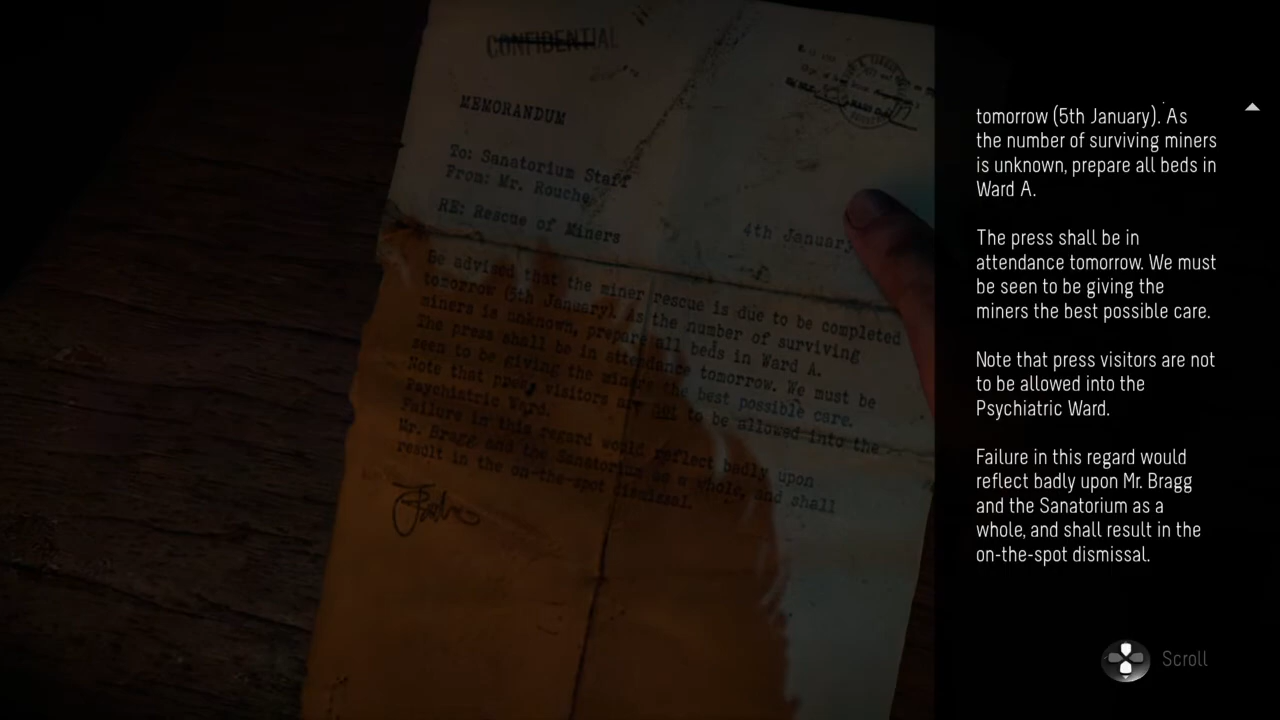 CONFIDENTIAL
MEMORANDUM
To: Sanatorium Staff
From: Mr. Rouche
RE: Rescue of Miners
4th January
Be advised that the miner rescue is due to be completed
tomorrow (5th January). As the number of surviving
miners is unknown, prepare all beds in Ward A.
The press shall be in attendance tomorrow. We must be
seen to be giving the miners the best possible care.
Note that press visitors are not to be allowed into the
Psychiatric Ward.
Failure in this regard would reflect badly upon
Mr. Bragg and the Sanatorium as a whole, and shall
result in the on-the-spot dismissal.
tomorrow (5th January). As
the number of surviving miners
is unknown, prepare all beds in
Ward A.
The press shall be in
attendance tomorrow. We must
be seen to be giving the
miners the best possible care.
Note that press visitors are not
to be allowed into the
Psychiatric Ward.
Failure in this regard would
reflect badly upon Mr. Bragg
and the Sanatorium as a
whole, and shall result in the
on-the-spot dismissal.
Scroll